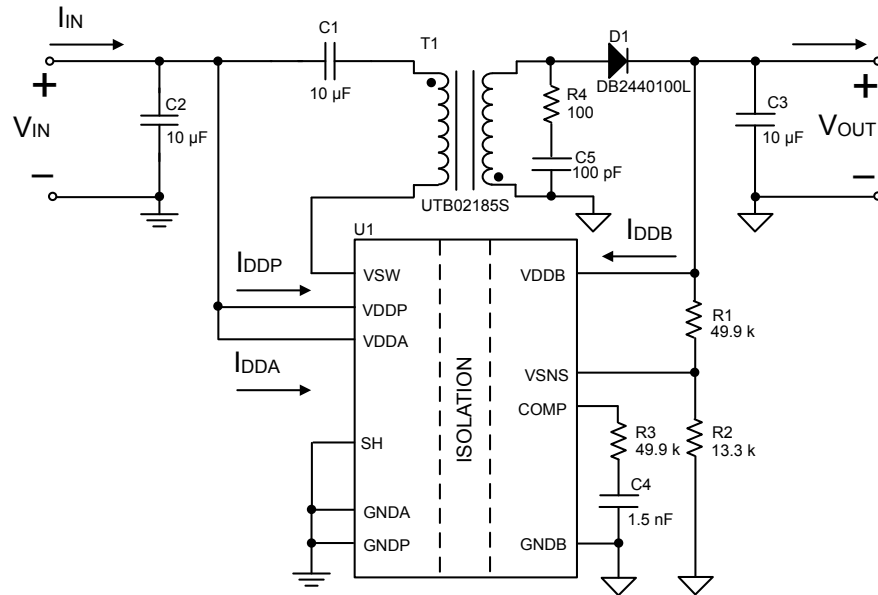 IIN
C1
10 µF
T1
D1
DB2440100L
+
VIN
–
C2
10 µF
R4
100
C5
100 pF
C3
10 µF
+
VOUT
–
UTB02185S
U1
IDDP
IDDA
IDDB
VSW
VDDP
VDDA
SH
GNDA
GNDP
ISOLATION
VDDB
VSNS
COMP
GNDB
R1
49.9 k
R2
13.3 k
R3
49.9 k
C4
1.5 nF